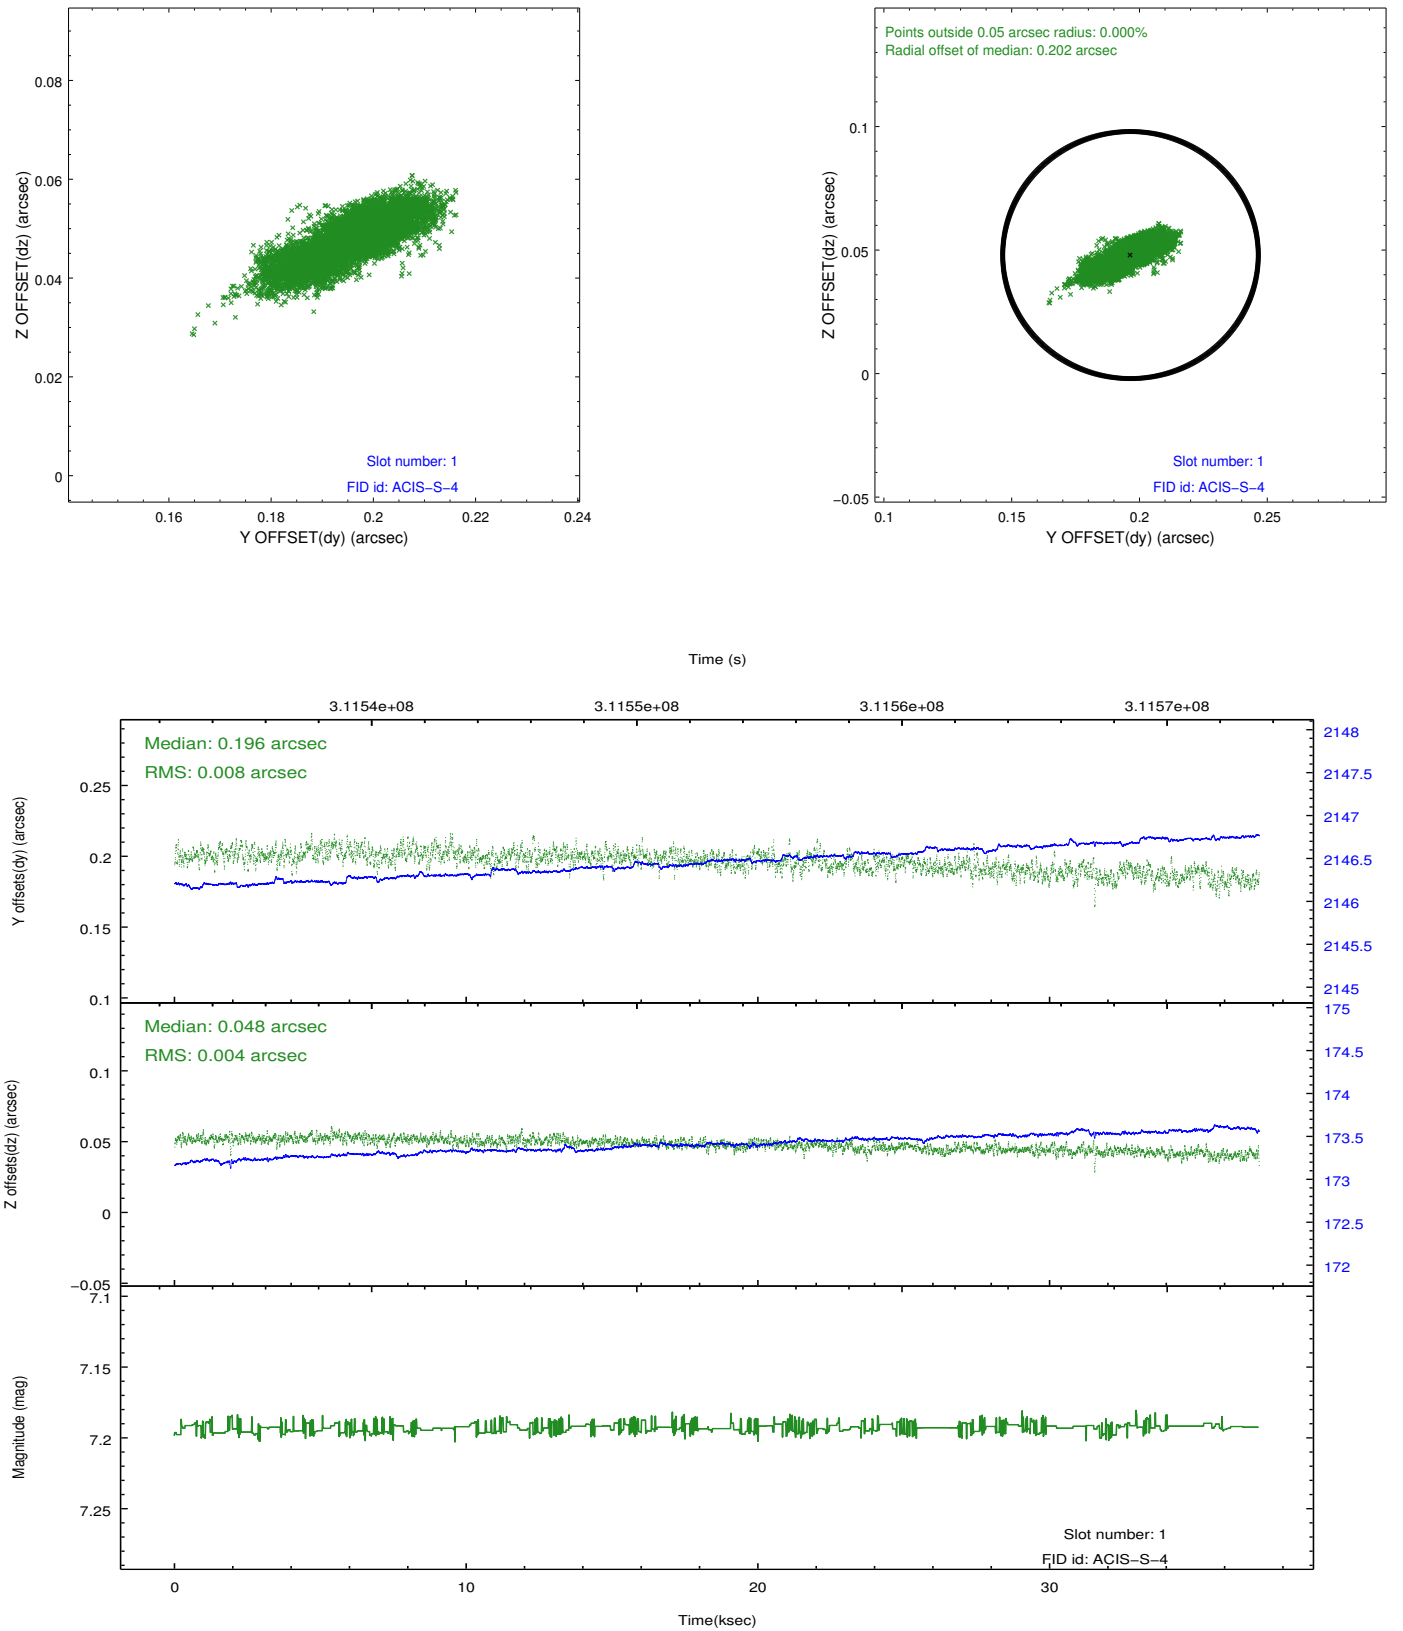 0.08
0.06
0.04
0.02
0
Z OFFSET(dz) (arcsec)
Slot number: 1
FID id: ACIS−S−4
0.16 0.18 0.2 0.22 0.24
Y OFFSET(dy) (arcsec)
Points outside 0.05 arcsec radius: 0.000%
Radial offset of median: 0.202 arcsec
0.1
0.05
0
−0.05
Z OFFSET(dz) (arcsec)
Slot number: 1
FID id: ACIS−S−4
0.1 0.15 0.2 0.25
Y OFFSET(dy) (arcsec)
Time (s)
3.1154e+08 3.1155e+08 3.1156e+08 3.1157e+08
Median: 0.196 arcsec
RMS: 0.008 arcsec
0.25
0.2
0.15
0.1
Y offsets(dy) (arcsec)
2148
2147.5
2147
2146.5
2146
2145.5
2145
Median: 0.048 arcsec
RMS: 0.004 arcsec
0.1
0.05
0
−0.05
Z offsets(dz) (arcsec)
175
174.5
174
173.5
173
172.5
172
7.1
7.15
7.2
7.25
Magnitude (mag)
Slot number: 1
FID id: ACIS−S−4
0 10 20 30
Time(ksec)